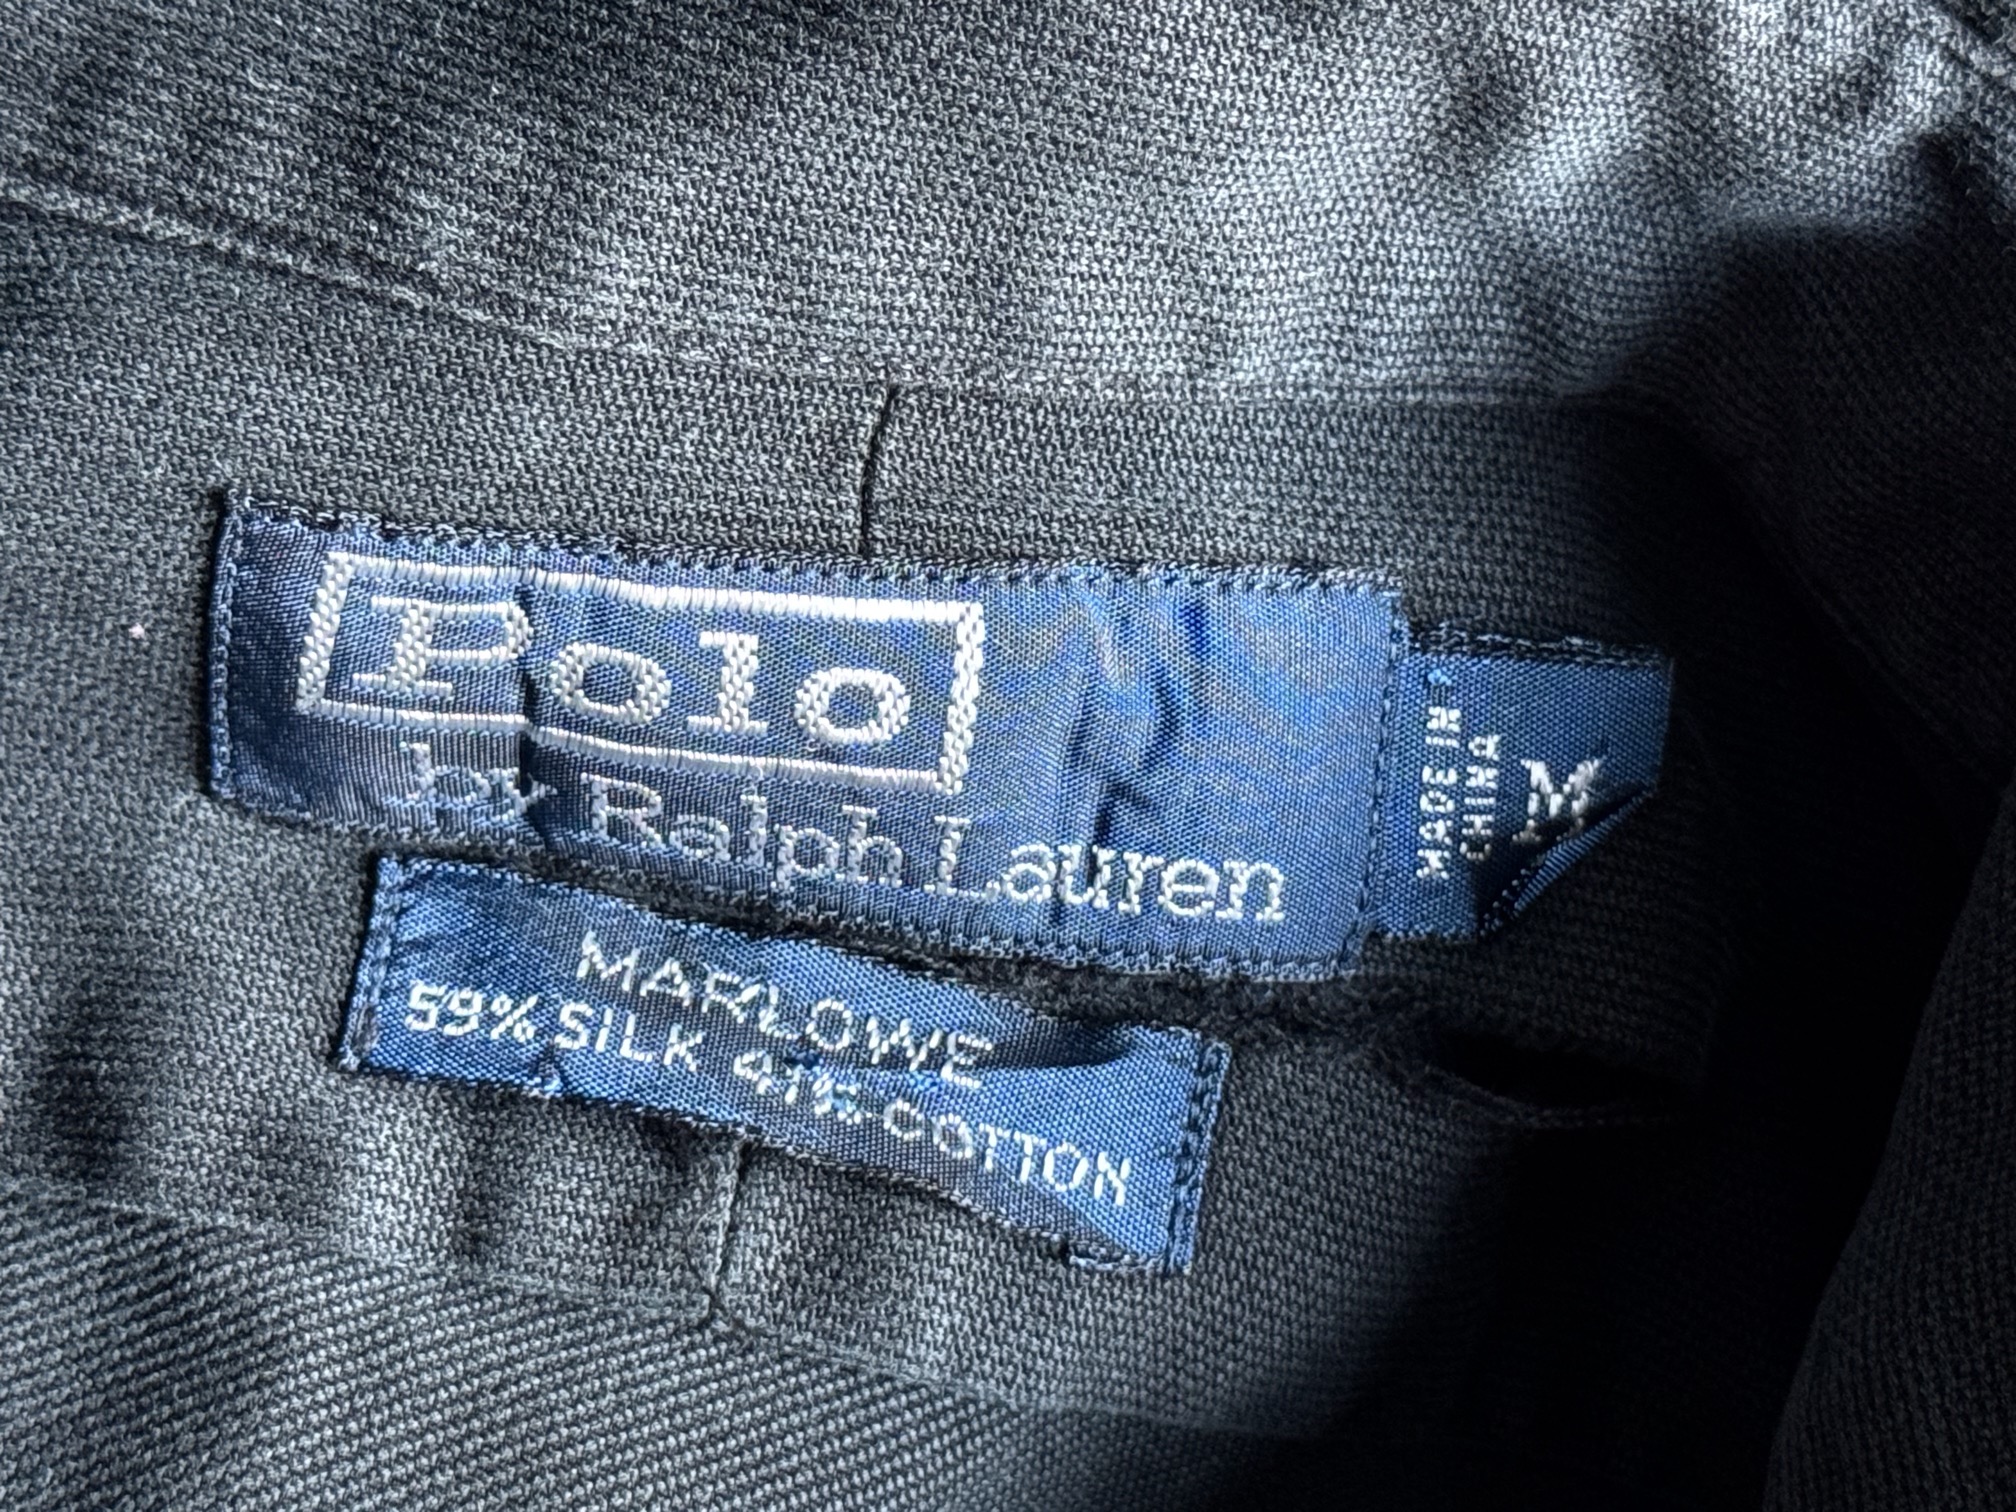 Polo
by Ralph Lauren
MADE IN
CHINA
M
MARLOWE
59% SILK 41% COTTON